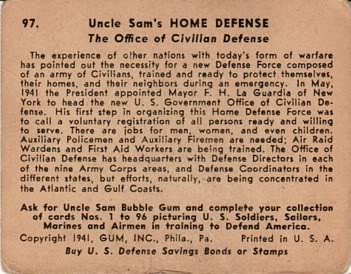 97. Uncle Sam's HOME DEFENSE
The Office of Civilian Defense
The experience of other nations with today's form of warfare
has pointed out the necessity for a new Defense Force composed
of an army of Civilians, trained and ready to protect themselves,
their homes, and their neighbors during an emergency. In May,
1941 the president appointed Mayor F. H. La Guardia of New
York to head the new U. S. Government Office of Civilian De-
fense. His first step in organizing this Home Defense Force was
to call a voluntary registration of all persons ready and willing
to serve. There are jobs for men, women, and even children.
Auxiliary Policemen and Auxiliary Firemen are needed; Air Raid
Wardens and First Aid Workers are being trained. The Office of
Civilian Defense has headquarters with Defense Directors in each
of the nine Army Corps areas, and Defense Coordinators in the
different states, but efforts, naturally, are being concentrated in
the Atlantic and Gulf Coasts.
Ask for Uncle Sam Bubble Gum and complete your collection
of cards Nos. 1 to 96 picturing U. S. Soldiers, Sailors,
Marines and Airmen in training to Defend America.
Copyright 1941, GUM, INC., Phila., Pa. Printed in U. S. A.
Buy U. S. Defense Savings Bonds or Stamps